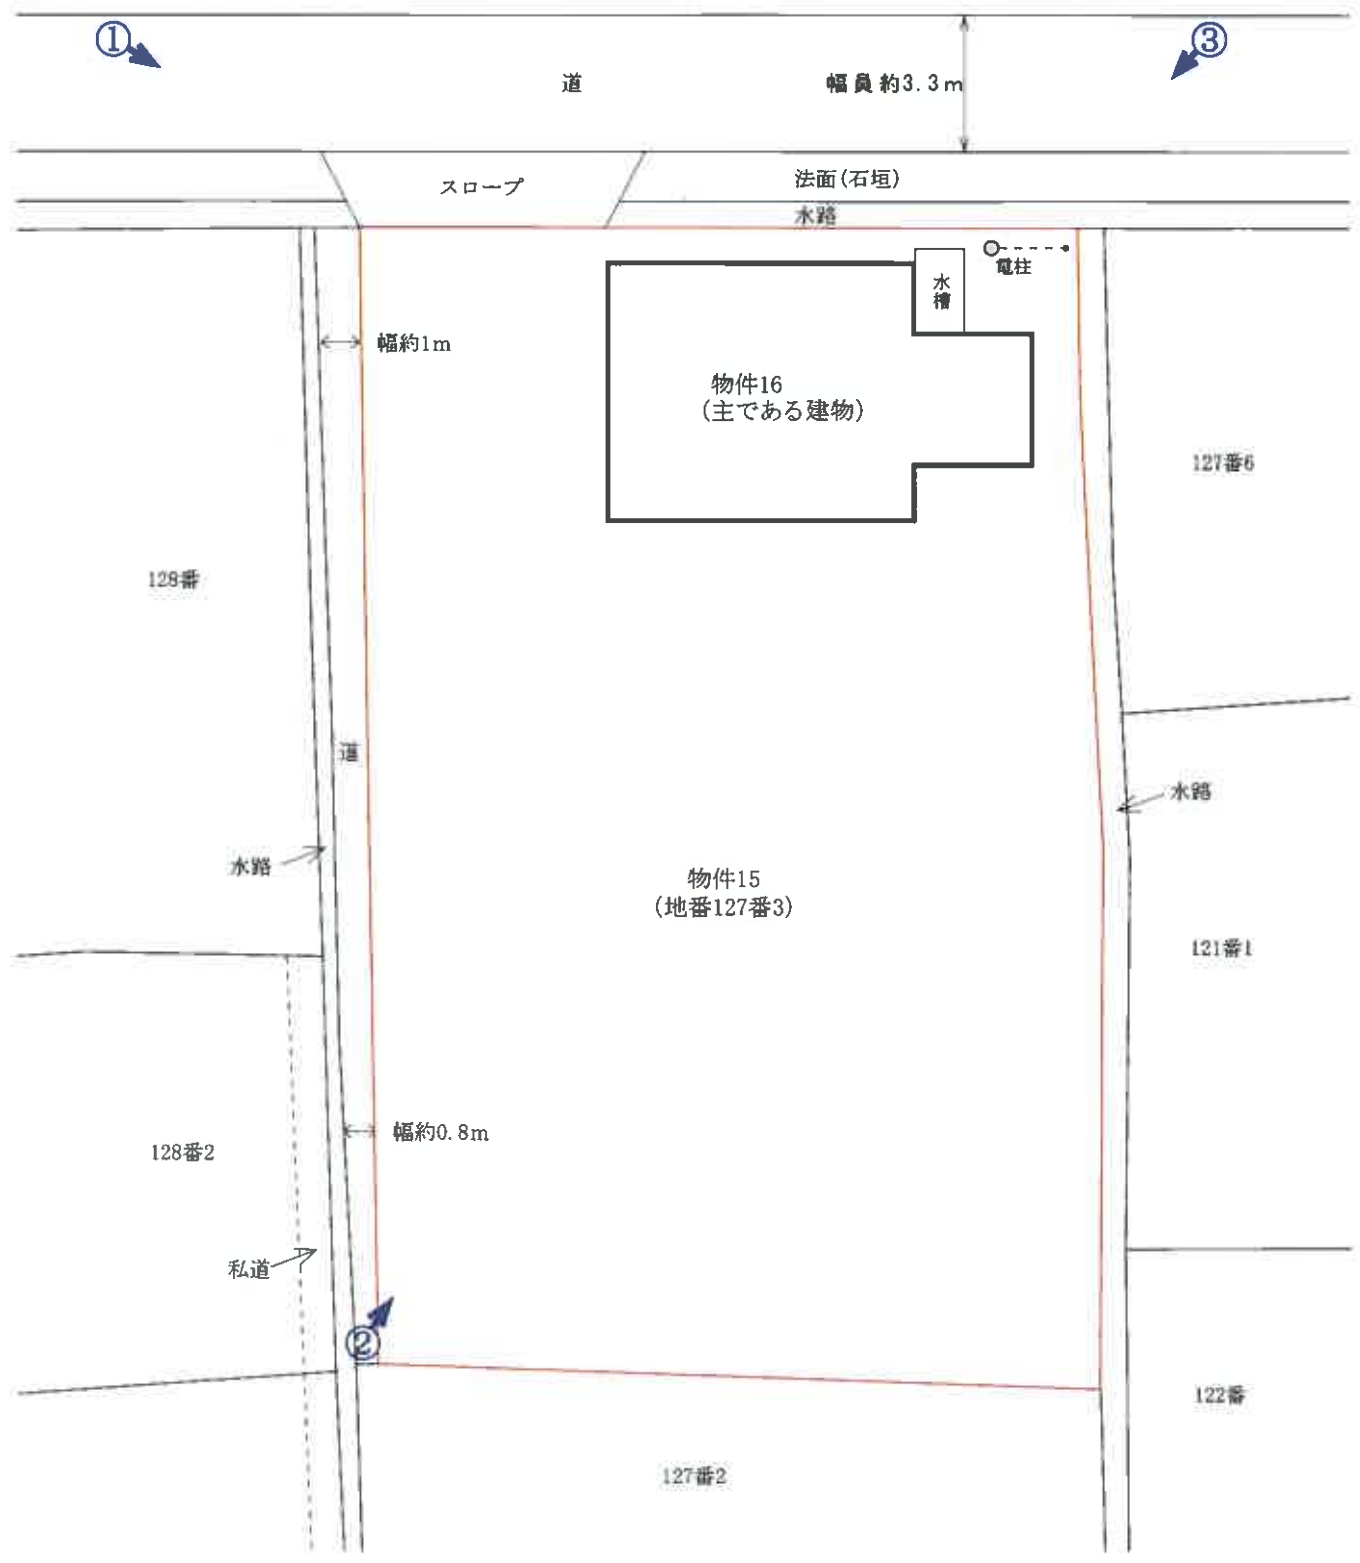 ①
③
道
幅員約3.3m
スロープ
法面(石垣)
水路
電柱
水槽
幅約1m
物件16
(主である建物)
127番6
128番
道
水路
水路
物件15
(地番127番3)
121番1
幅約0.8m
128番2
私道
②
122番
127番2